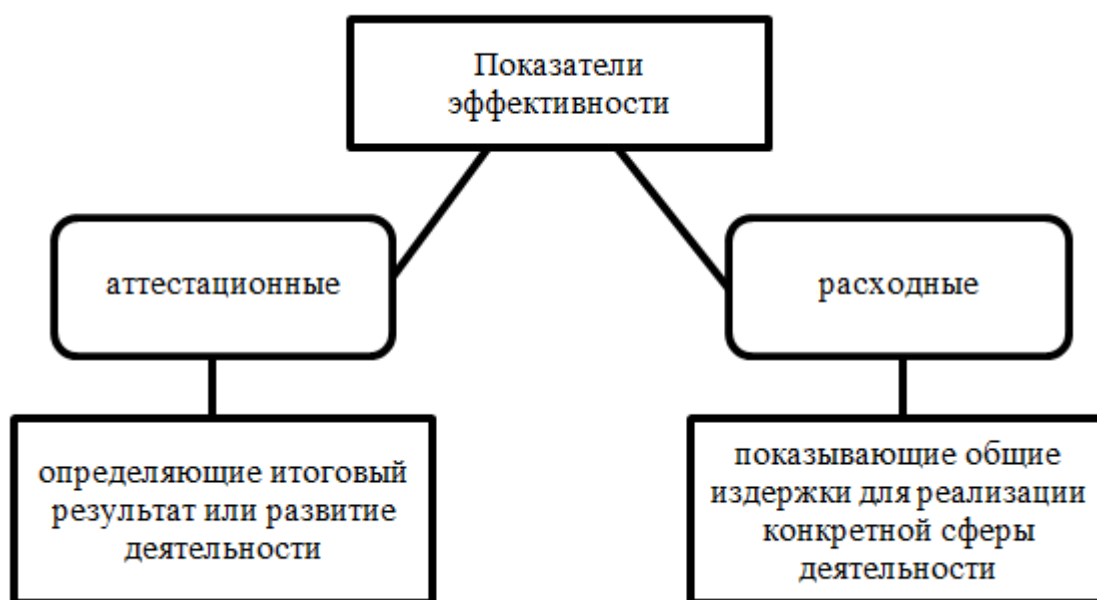 Показатели
эффективности
аттестационные
расходные
определяющие итоговый
результат или развитие
деятельности
показывающие общие
издержки для реализации
конкретной сферы
деятельности